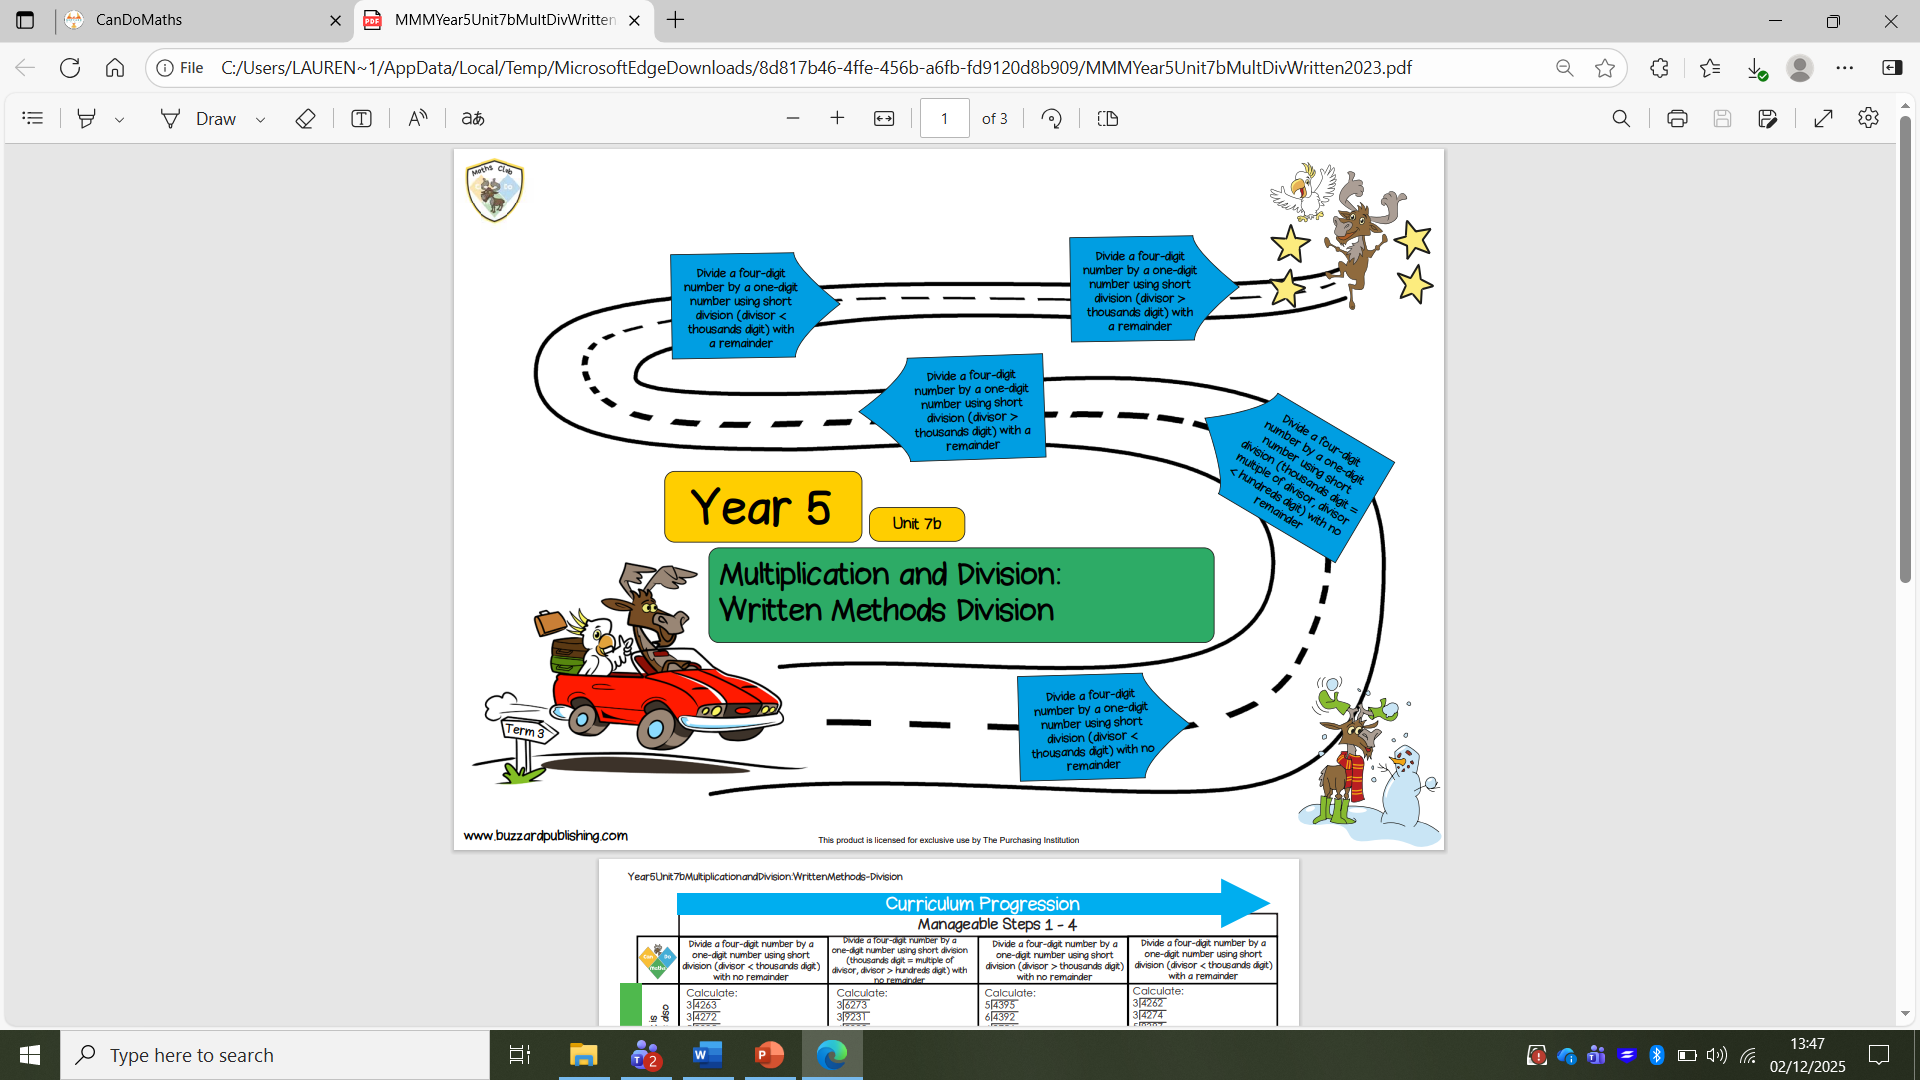 CanDoMaths
MMMYear5Unit7bMultDivWritten
File
C:/Users/LAUREN~1/AppData/Local/Temp/MicrosoftEdgeDownloads/8d817b46-4ffe-456b-a6fb-fd9120d8b909/MMMYear5Unit7bMultDivWritten2023.pdf
Draw
1 of 3
Maths Club
Divide a four-digit
number by a one-digit
number using short
division (divisor <
thousands digit) with
a remainder
Divide a four-digit
number by a one-digit
number using short
division (divisor >
thousands digit) with
a remainder
Divide a four-digit
number by a one-digit
number using short
division (divisor >
thousands digit) with a
remainder
Divide a four-digit
number by a one-digit
number using short
division (thousands digit =
multiple of divisor, divisor
< hundreds digit) with no
remainder
Year 5
Unit 7b
Multiplication and Division:
Written Methods Division
Term 3
Divide a four-digit
number by a one-digit
number using short
division (divisor <
thousands digit) with no
remainder
www.buzzardpublishing.com
This product is licensed for exclusive use by The Purchasing Institution
Year5Unit7bMultiplicationandDivision:WrittenMethods-Division
Curriculum Progression
Manageable Steps 1 - 4
Can Do
Maths
Divide a four-digit number by a
one-digit number using short
division (divisor < thousands digit)
with no remainder
Divide a four-digit number by a
one-digit number using short division
(thousands digit = multiple of
divisor, divisor > hundreds digit) with
no remainder
Divide a four-digit number by a
one-digit number using short
division (divisor > thousands digit)
with no remainder
Divide a four-digit number by a
one-digit number using short
division (divisor < thousands digit)
with a remainder
Calculate:
3 4263
3 4272
Calculate:
3 6273
3 9231
Calculate:
5 4395
6 4392
Calculate:
3 4262
3 4274
Type here to search
2
13:47
02/12/2025